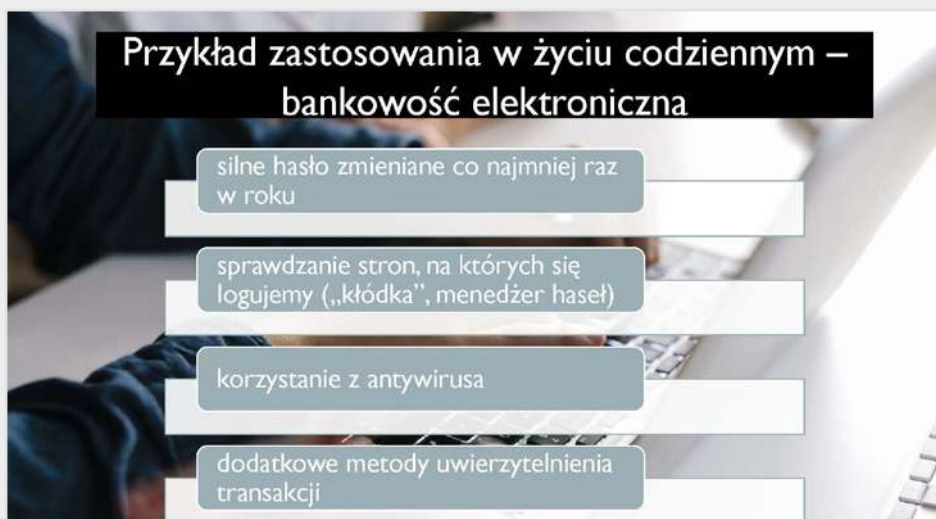 Przykład zastosowania w życiu codziennym –
bankowość elektroniczna
silne hasło zmieniane co najmniej raz
w roku
sprawdzanie stron, na których się
logujemy („kłódka”, menedżer haseł)
korzystanie z antywirusa
dodatkowe metody uwierzytelnienia
transakcji